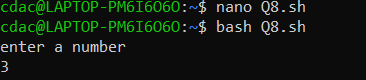 cdac@LAPTOP-PM6I6O6O:~$ nano Q8.sh
cdac@LAPTOP-PM6I6O6O:~$ bash Q8.sh
enter a number
3